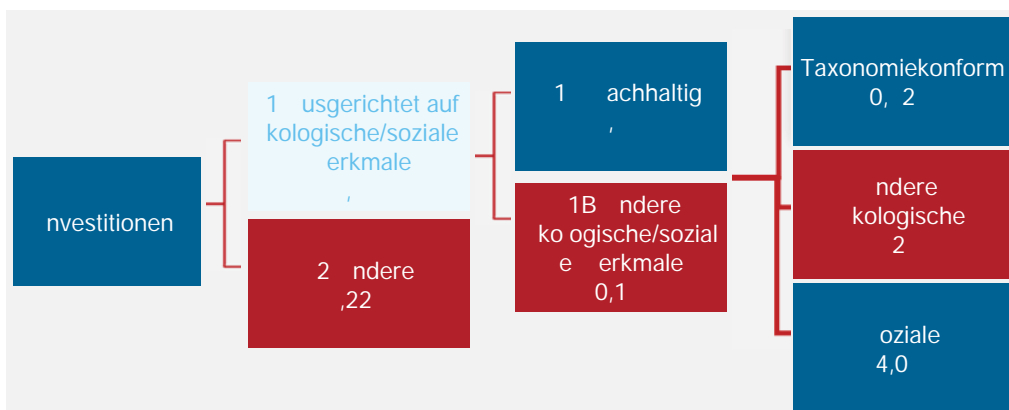 nvestitionen
1 usgerichtet auf
kologische/soziale
erkmale
,
2 ndere
,22
1 achhaltig
,
1B ndere
ko ogische/sozial
e erkmale
0,1
Taxonomiekonform
0, 2
ndere
kologische
2
oziale
4,0